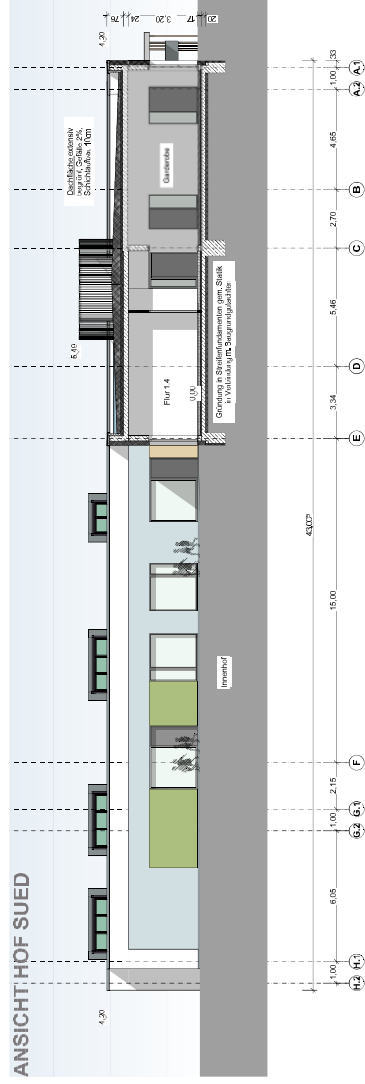 ANSICHT HOF SUED
Dachfläche extensiv
begrünt, Gefälle 2%,
Schichtaufbau 10cm
4,20
5,49
4,20
76
24
3,20
17
20
Garderobe
Flur 1.4
0,00
Gründung in Streifenfundamenten gem. Statik
in Verbindung m. Baugrundgutachten
Innenhof
43,00⁵
1,00
6,05
1,00
2,15
15,00
3,34
5,46
2,70
4,65
1,00
33
H.2
H.1
G.2
G.1
F
E
D
C
B
A.2
A.1